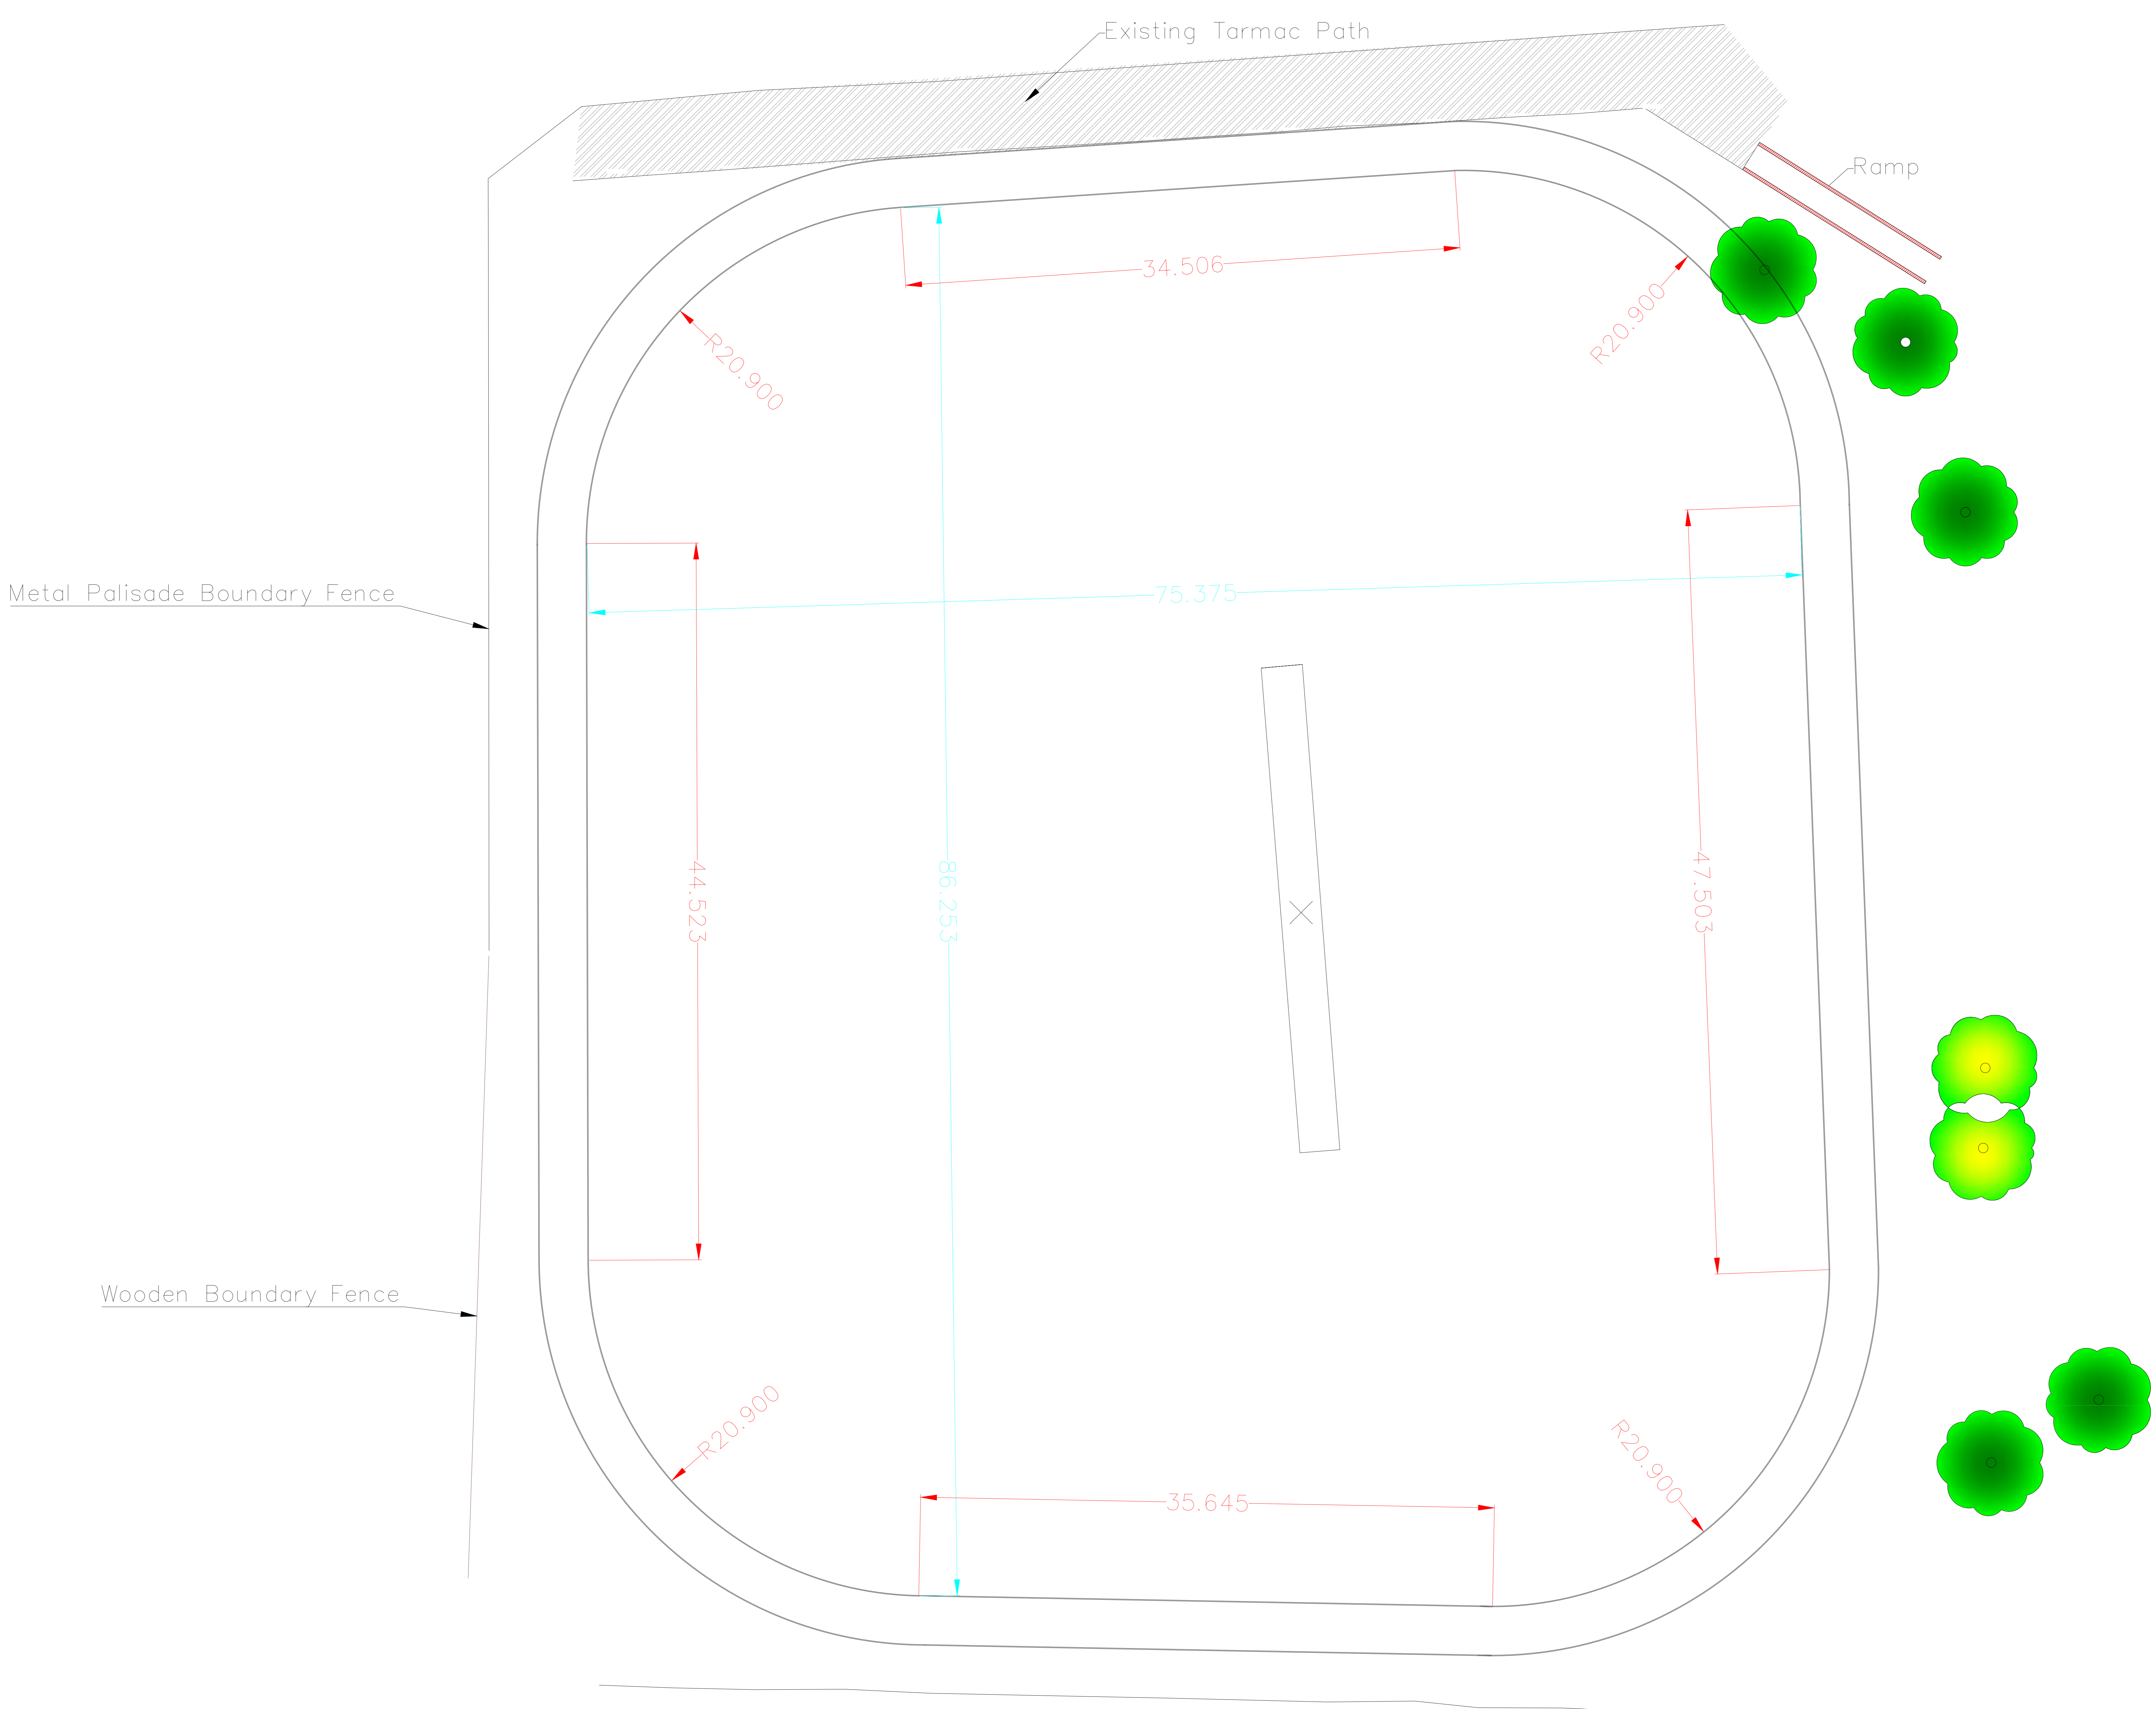 Existing Tarmac Path
Ramp
34.506
R20.900
R20.900
Metal Palisade Boundary Fence
75.375
44.523
86.253
47.503
Wooden Boundary Fence
R20.900
R20.900
35.645